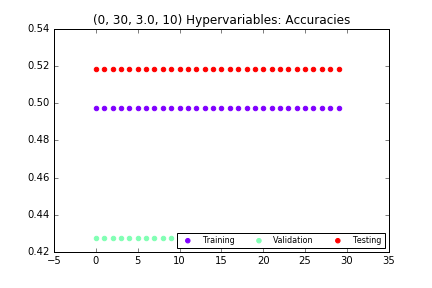 (0, 30, 3.0, 10) Hypervariables: Accuracies
0.54
0.52
0.50
0.48
0.46
0.44
0.42
Training Validation Testing
−5 0 5 10 15 20 25 30 35